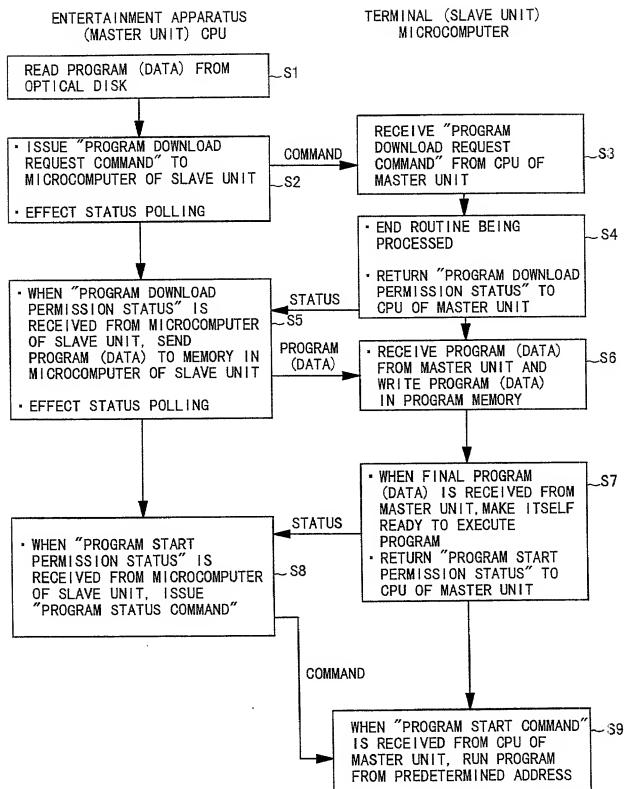 ENTERTAINMENT APPARATUS
(MASTER UNIT) CPU
TERMINAL (SLAVE UNIT)
MICROCOMPUTER
READ PROGRAM (DATA) FROM
OPTICAL DISK
S1
· ISSUE "PROGRAM DOWNLOAD
REQUEST COMMAND" TO
MICROCOMPUTER OF SLAVE UNIT
· EFFECT STATUS POLLING
S2
COMMAND
RECEIVE "PROGRAM
DOWNLOAD REQUEST
COMMAND" FROM CPU OF
MASTER UNIT
S3
· END ROUTINE BEING
PROCESSED
· RETURN "PROGRAM DOWNLOAD
PERMISSION STATUS" TO
CPU OF MASTER UNIT
S4
STATUS
· WHEN "PROGRAM DOWNLOAD
PERMISSION STATUS" IS
RECEIVED FROM MICROCOMPUTER
OF SLAVE UNIT, SEND
PROGRAM (DATA) TO MEMORY IN
MICROCOMPUTER OF SLAVE UNIT
· EFFECT STATUS POLLING
S5
PROGRAM
(DATA)
· RECEIVE PROGRAM (DATA)
FROM MASTER UNIT AND
WRITE PROGRAM (DATA)
IN PROGRAM MEMORY
S6
· WHEN FINAL PROGRAM
(DATA) IS RECEIVED FROM
MASTER UNIT, MAKE ITSELF
READY TO EXECUTE
PROGRAM
· RETURN "PROGRAM START
PERMISSION STATUS" TO
CPU OF MASTER UNIT
S7
STATUS
· WHEN "PROGRAM START
PERMISSION STATUS" IS
RECEIVED FROM MICROCOMPUTER
OF SLAVE UNIT, ISSUE
"PROGRAM STATUS COMMAND"
S8
COMMAND
WHEN "PROGRAM START COMMAND"
IS RECEIVED FROM CPU OF
MASTER UNIT, RUN PROGRAM
FROM PREDETERMINED ADDRESS
S9